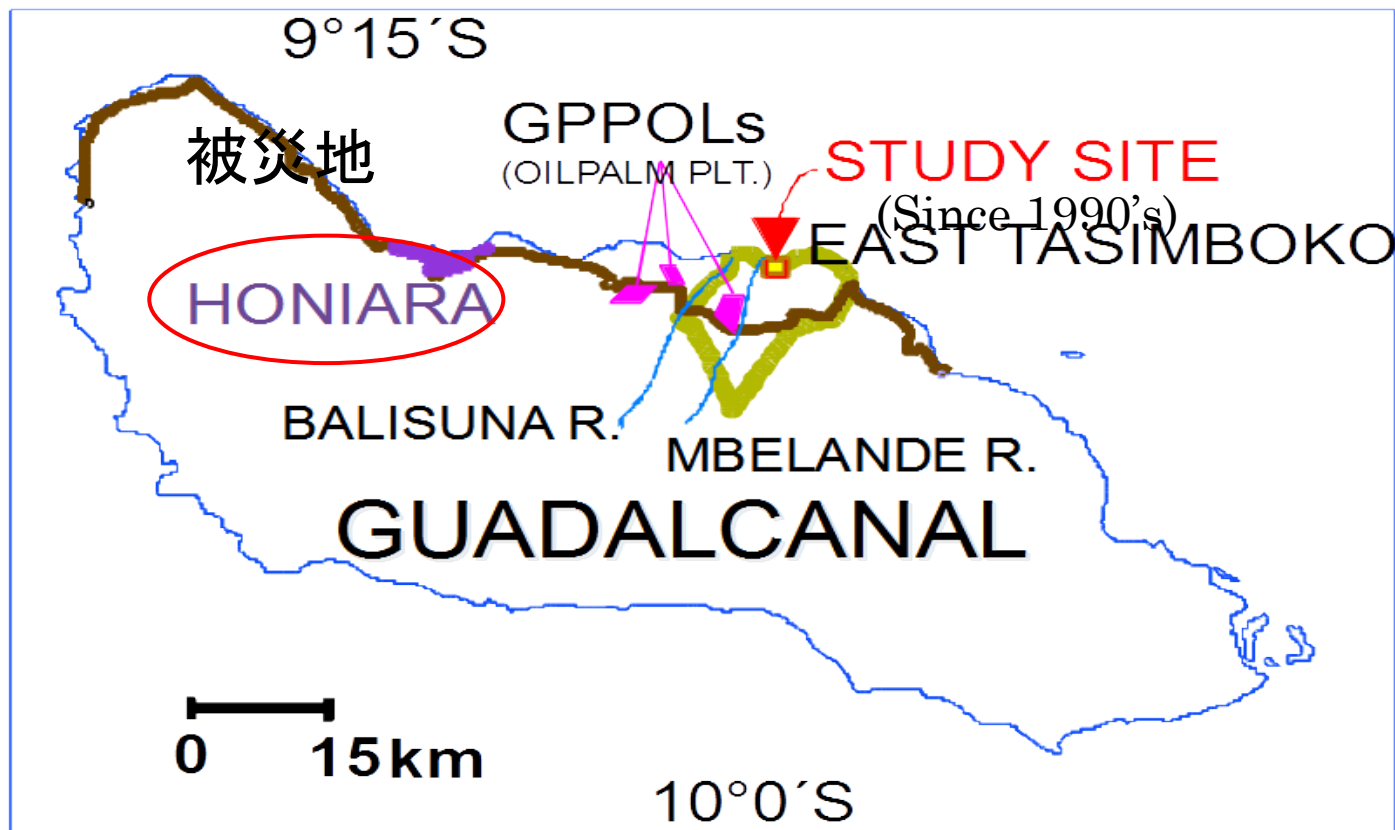 9°15´S
GPPOLs
(OILPALM PLT.)
被災地
STUDY SITE
(Since 1990's)
EAST TASIMBOKO
HONIARA
BALISUNA R.
MBELANDE R.
GUADALCANAL
0 15km
10°0´S